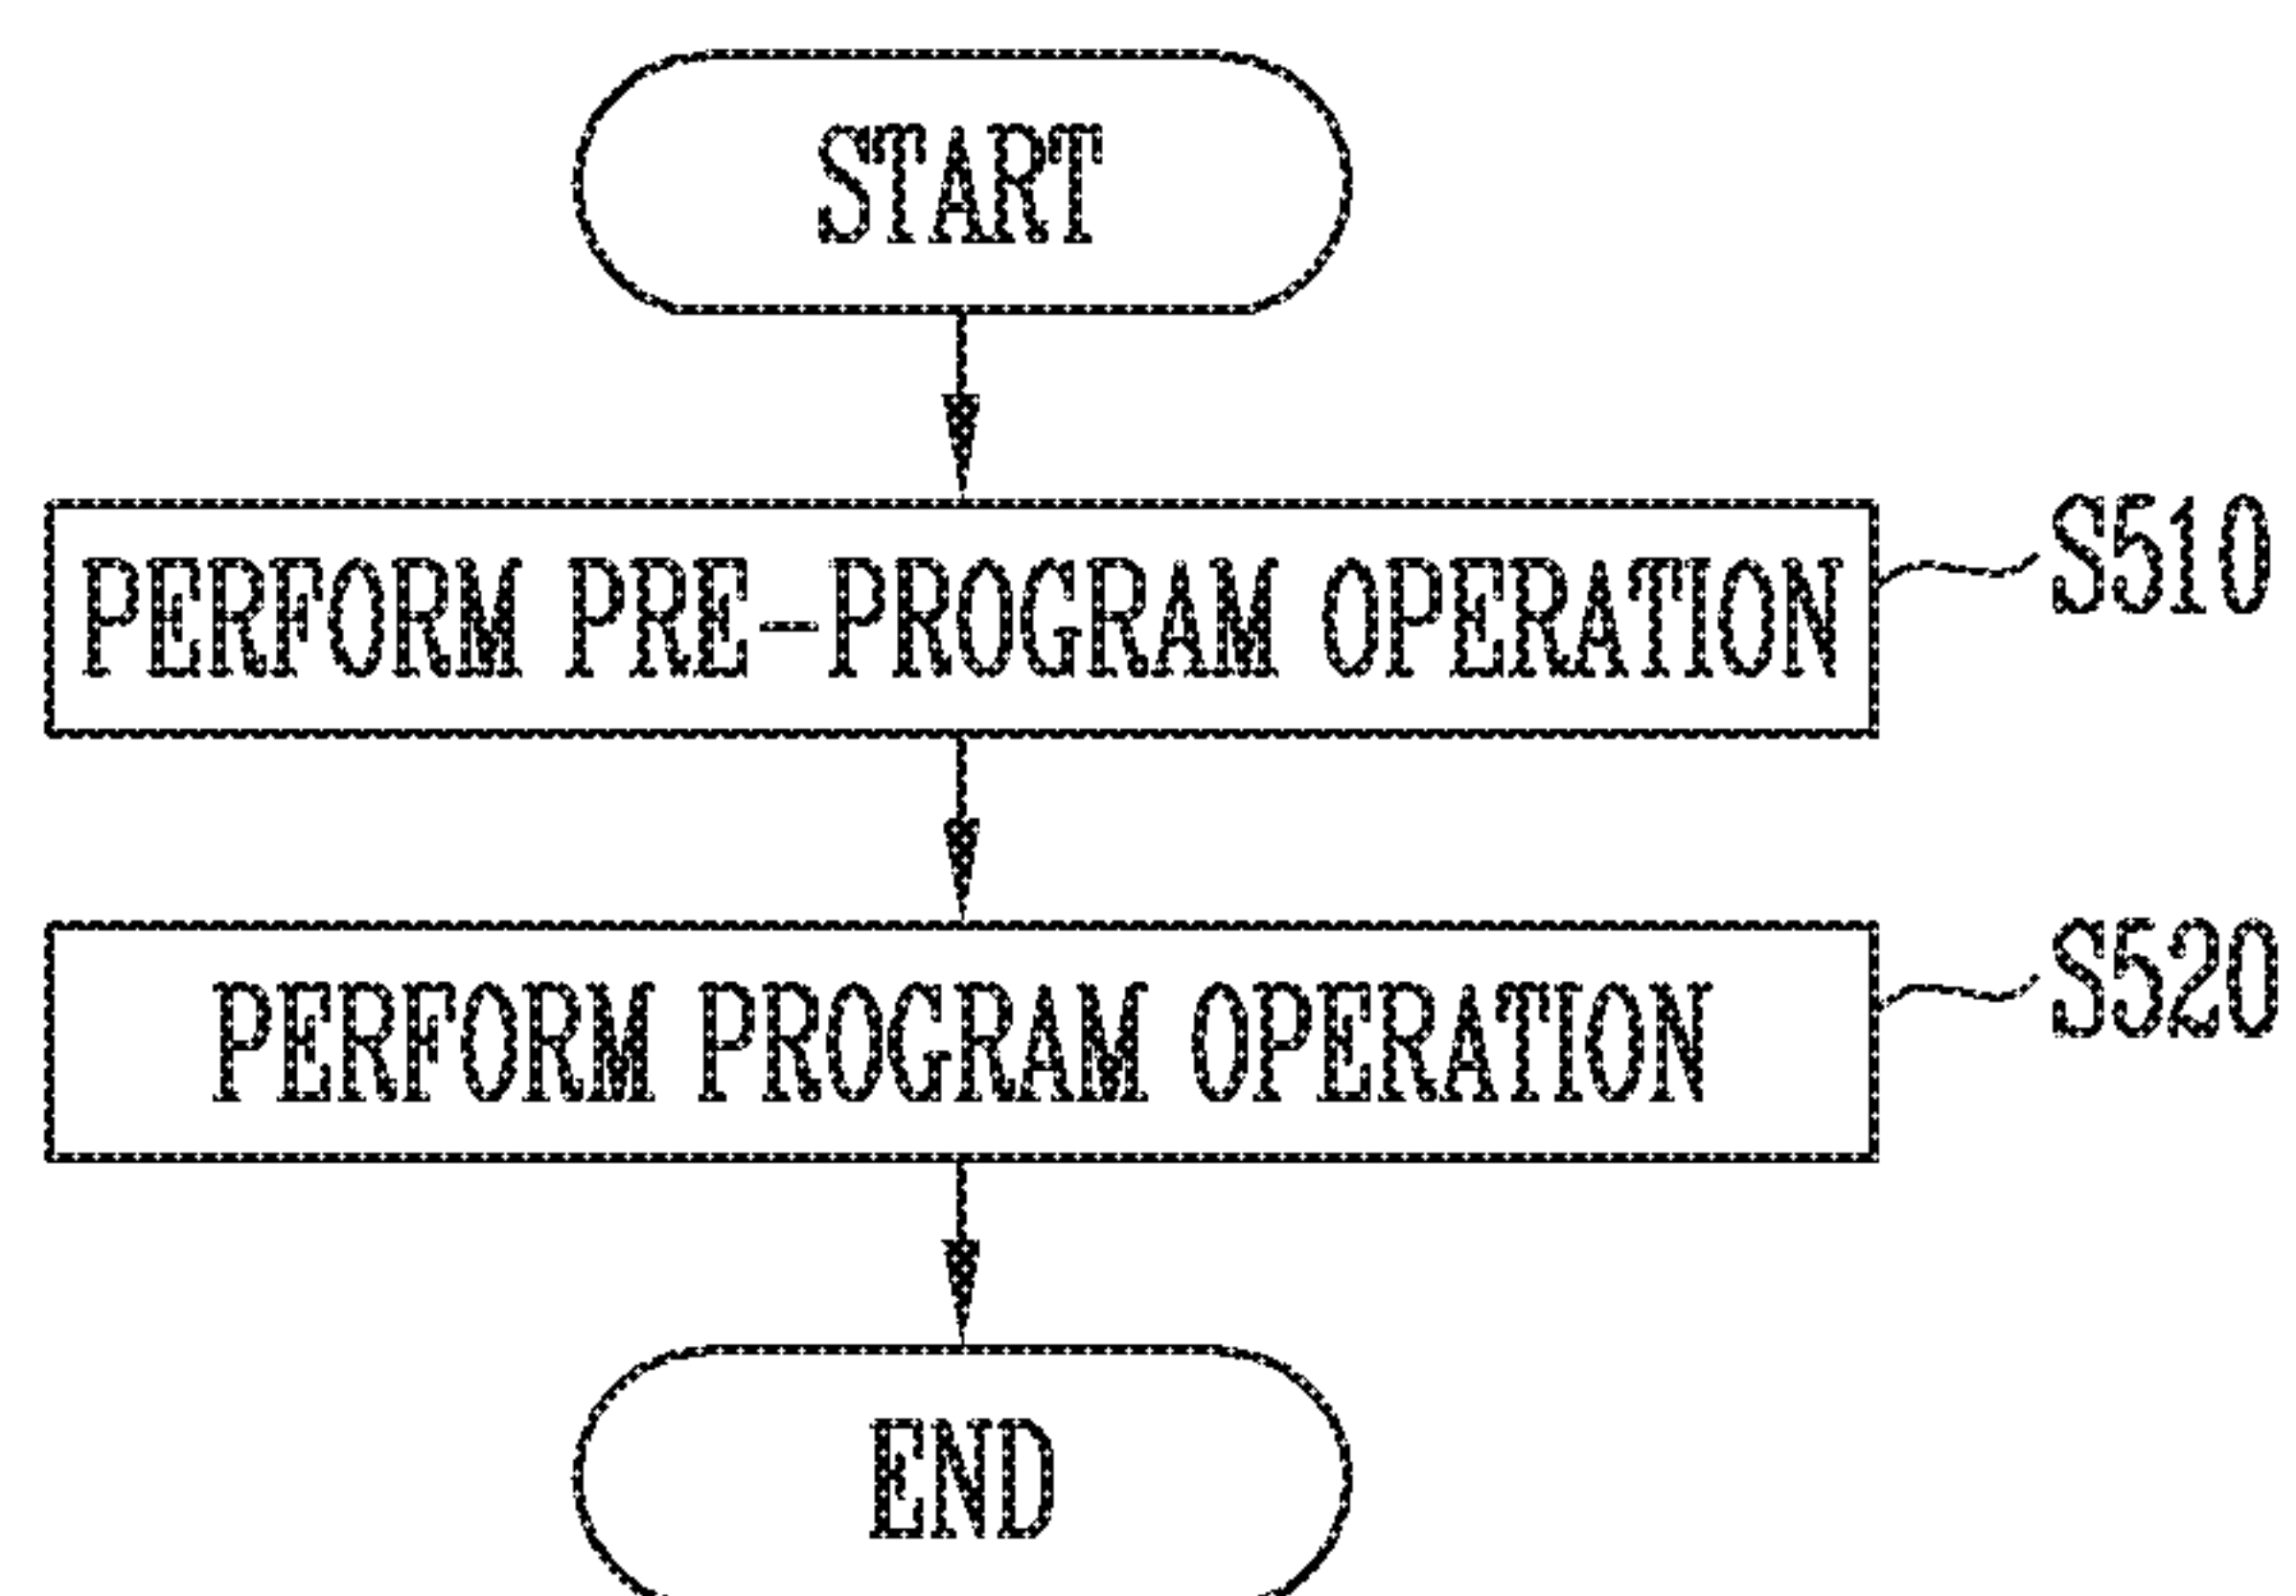 START
PERFORM PRE-PROGRAM OPERATION
S510
PERFORM PROGRAM OPERATION
S520
END